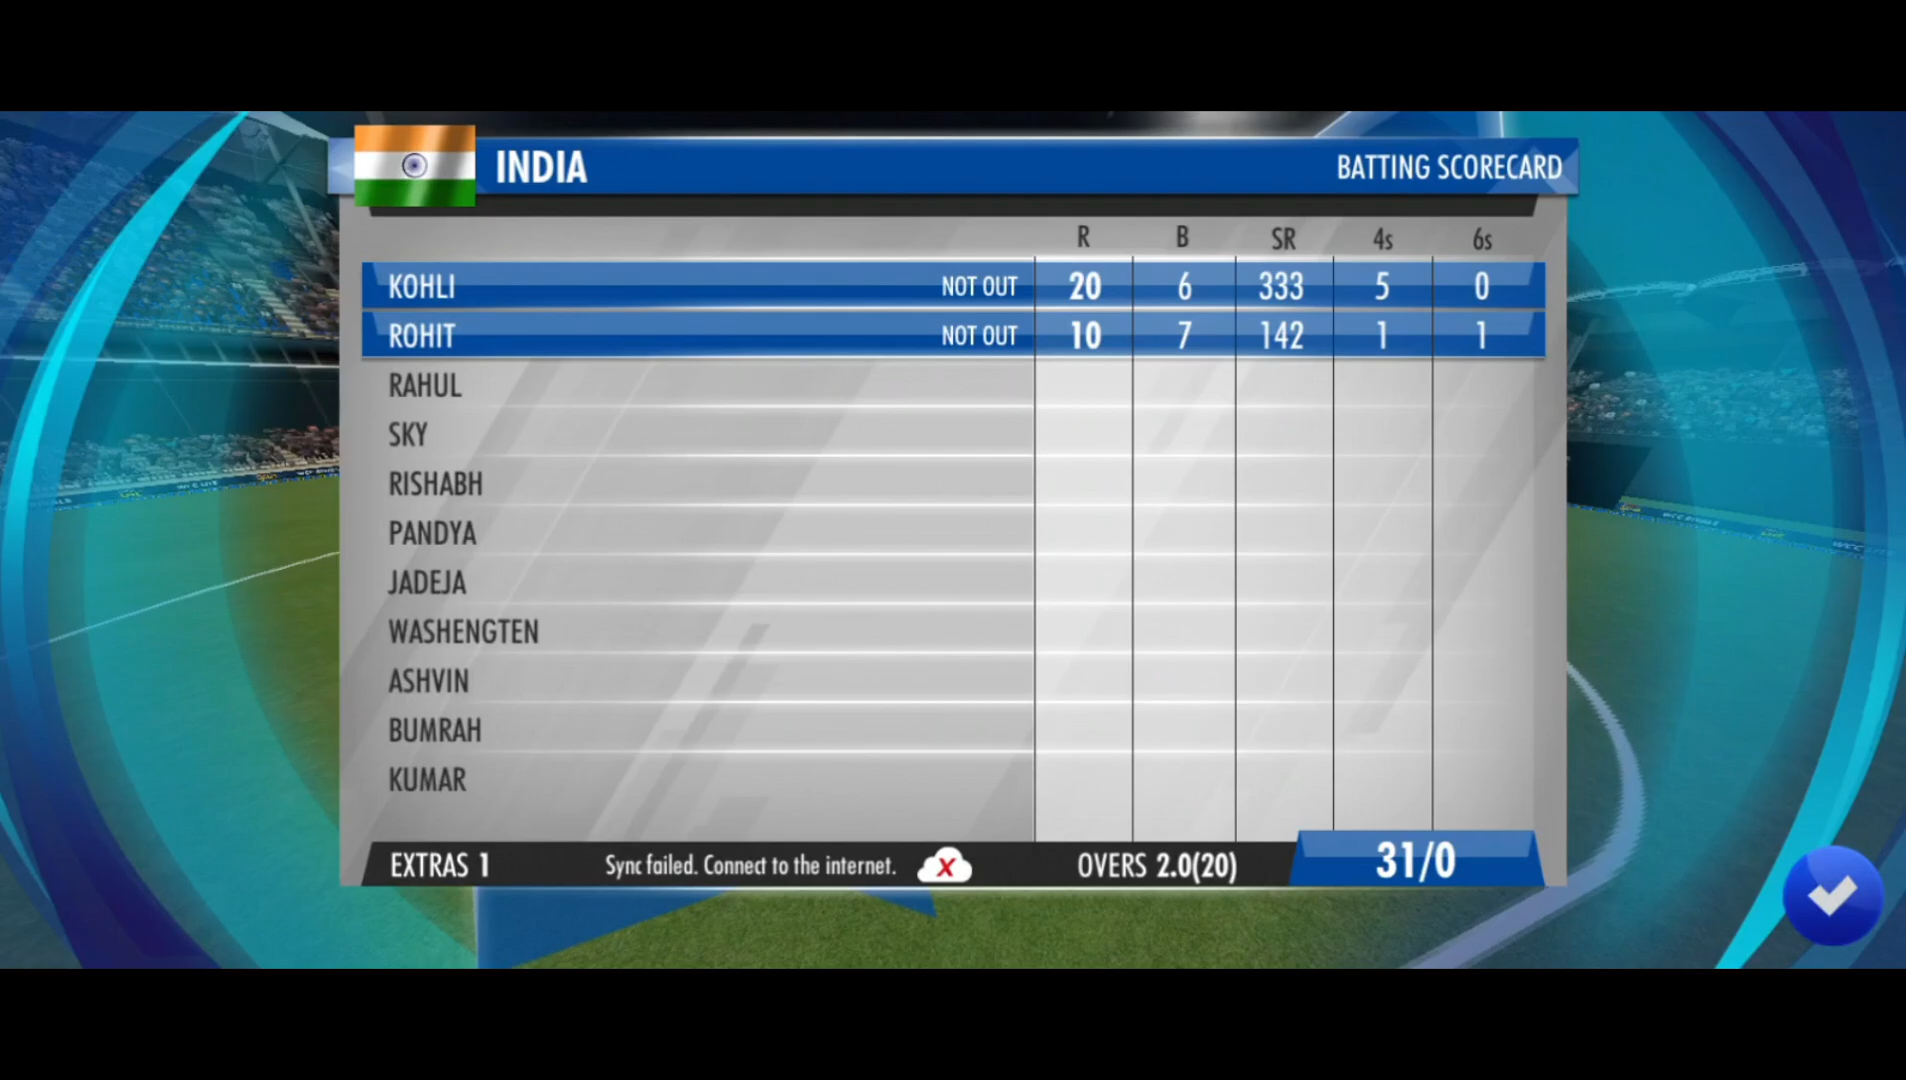 INDIA BATTING SCORECARD
R B SR 4s 6s
KOHLI NOT OUT 20 6 333 5 0
ROHIT NOT OUT 10 7 142 1 1
RAHUL
SKY
RISHABH
PANDYA
JADEJA
WASHENGTEN
ASHVIN
BUMRAH
KUMAR
EXTRAS 1 Sync failed. Connect to the internet. X OVERS 2.0(20) 31/0